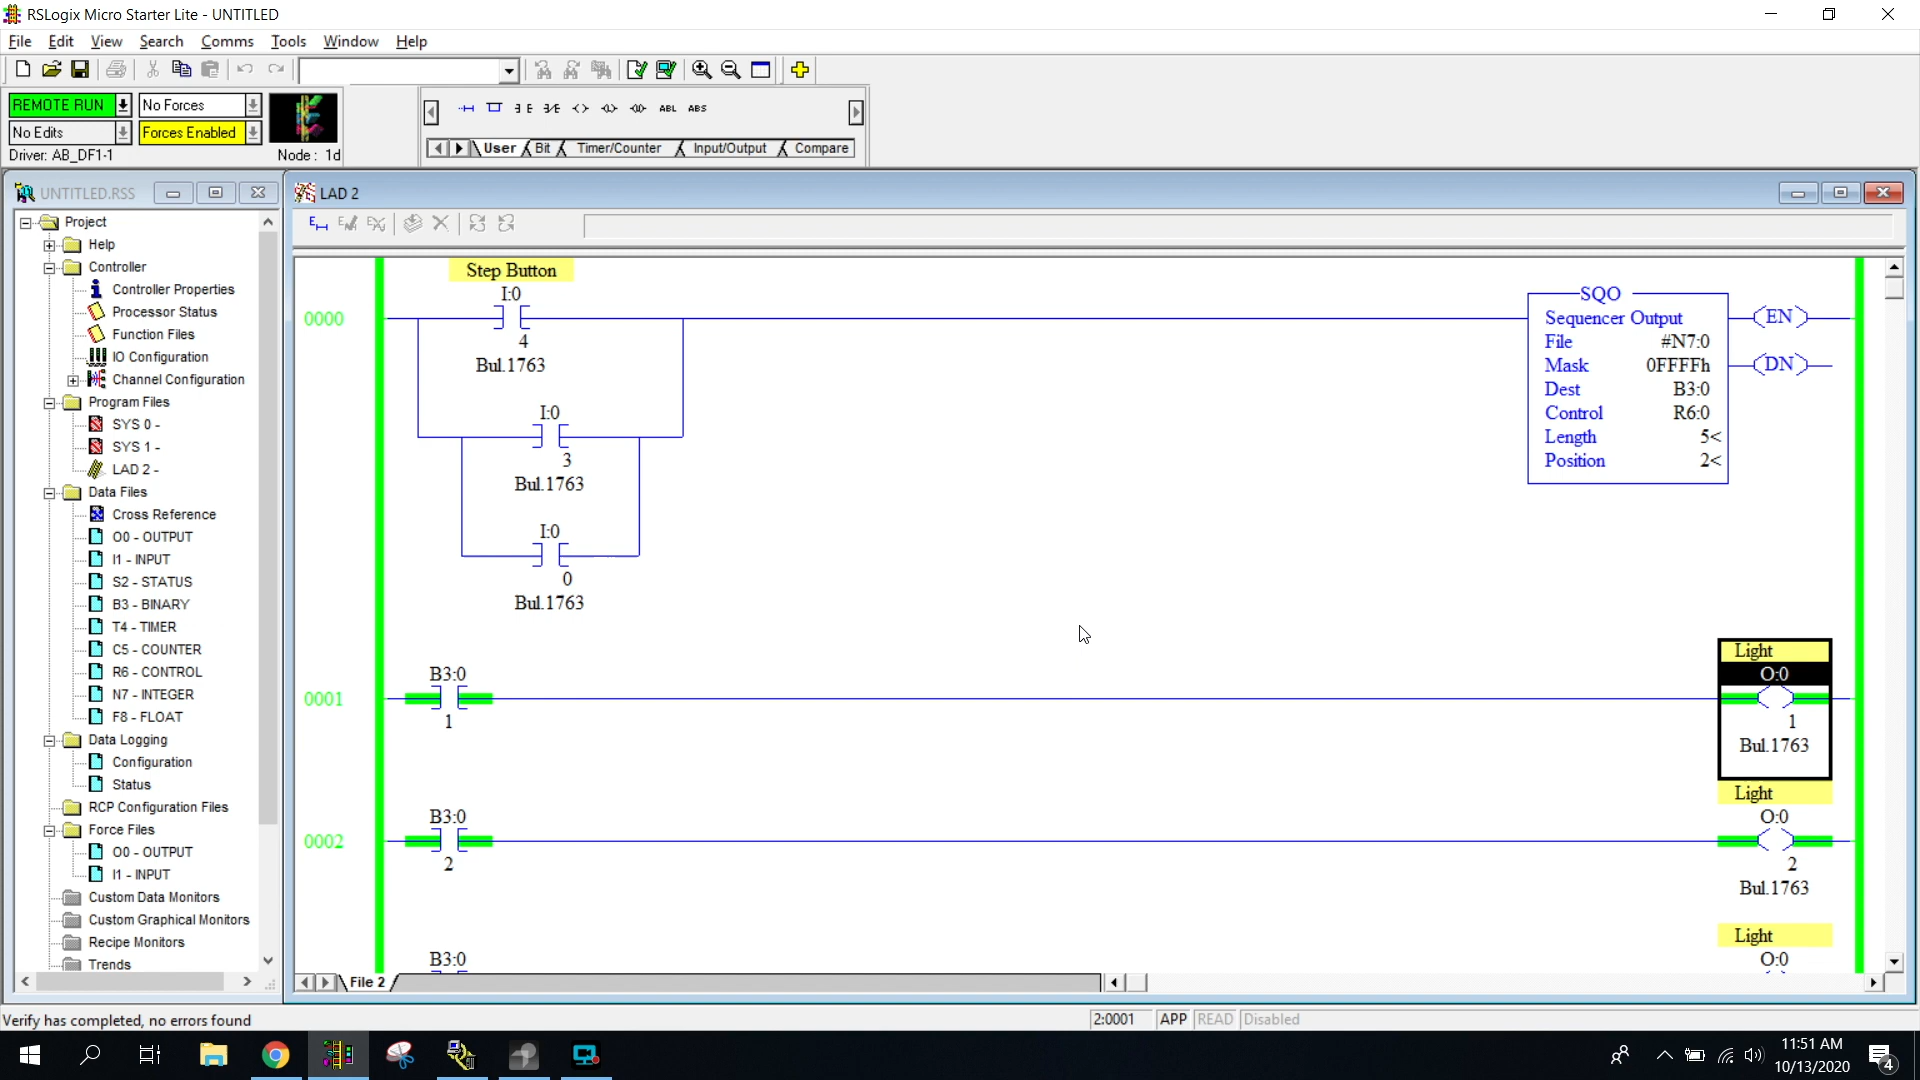 RSLogix Micro Starter Lite - UNTITLED
File Edit View Search Comms Tools Window Help
REMOTE RUN No Forces
No Edits Forces Enabled
Driver: AB_DF1-1 Node : 1d
ABL ABS
User Bit Timer/Counter Input/Output Compare
UNTITLED.RSS
Project
Help
Controller
Controller Properties
Processor Status
Function Files
IO Configuration
Channel Configuration
Program Files
SYS 0 -
SYS 1 -
LAD 2 -
Data Files
Cross Reference
O0 - OUTPUT
I1 - INPUT
S2 - STATUS
B3 - BINARY
T4 - TIMER
C5 - COUNTER
R6 - CONTROL
N7 - INTEGER
F8 - FLOAT
Data Logging
Configuration
Status
RCP Configuration Files
Force Files
O0 - OUTPUT
I1 - INPUT
Custom Data Monitors
Custom Graphical Monitors
Recipe Monitors
Trends
LAD 2
Step Button
I:0
0000
4
Bul.1763
I:0
3
Bul.1763
I:0
0
Bul.1763
SQO
Sequencer Output
File #N7:0
Mask 0FFFFh
Dest B3:0
Control R6:0
Length 5<
Position 2<
EN
DN
B3:0
0001
1
Light
O:0
1
Bul.1763
B3:0
0002
2
Light
O:0
2
Bul.1763
B3:0
Light
O:0
File 2
Verify has completed, no errors found
2:0001 APP READ Disabled
11:51 AM
10/13/2020
4